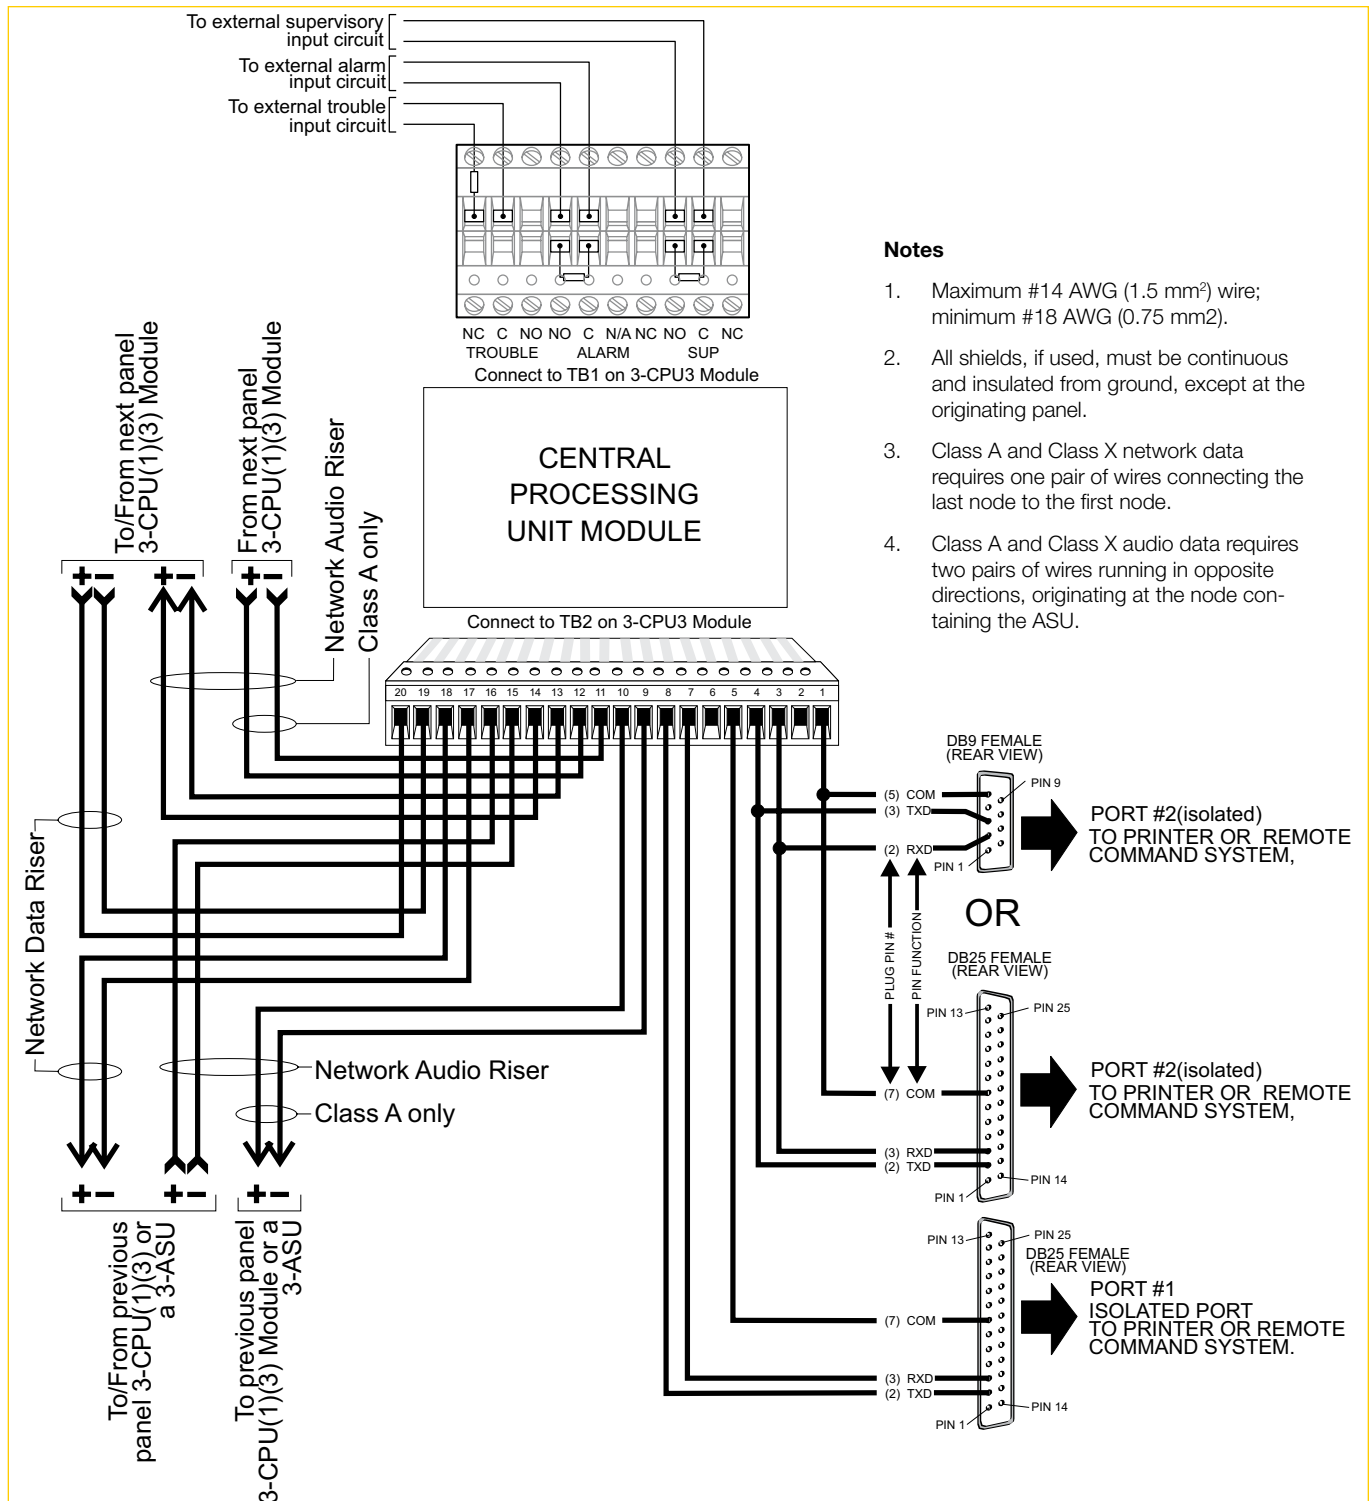 To external supervisory
input circuit
To external alarm
input circuit
To external trouble
input circuit
NC C NO NO C N/A NC NO C NC
TROUBLE ALARM SUP
Connect to TB1 on 3-CPU3 Module
CENTRAL
PROCESSING
UNIT MODULE
Connect to TB2 on 3-CPU3 Module
20 19 18 17 16 15 14 13 12 11 10 9 8 7 6 5 4 3 2 1
Notes
1. Maximum #14 AWG (1.5 mm²) wire;
minimum #18 AWG (0.75 mm2).
2. All shields, if used, must be continuous
and insulated from ground, except at the
originating panel.
3. Class A and Class X network data
requires one pair of wires connecting the
last node to the first node.
4. Class A and Class X audio data requires
two pairs of wires running in opposite
directions, originating at the node con-
taining the ASU.
To/From next panel
3-CPU(1)(3) Module
From next panel
3-CPU(1)(3) Module
Network Audio Riser
Class A only
+ − + − + −
Network Data Riser
Network Audio Riser
Class A only
+ − + − + −
To/From previous
panel 3-CPU(1)(3) or
a 3-ASU
To previous panel
3-CPU(1)(3) Module or a
3-ASU
DB9 FEMALE
(REAR VIEW)
PIN 9
(5) COM
(3) TXD
(2) RXD
PIN 1
PORT #2(isolated)
TO PRINTER OR REMOTE
COMMAND SYSTEM,
PLUG PIN #
PIN FUNCTION
OR
DB25 FEMALE
(REAR VIEW)
PIN 13
PIN 25
(7) COM
(3) RXD
(2) TXD
PIN 14
PIN 1
PORT #2(isolated)
TO PRINTER OR REMOTE
COMMAND SYSTEM,
PIN 13
PIN 25
DB25 FEMALE
(REAR VIEW)
PORT #1
ISOLATED PORT
TO PRINTER OR REMOTE
COMMAND SYSTEM.
(7) COM
(3) RXD
(2) TXD
PIN 14
PIN 1